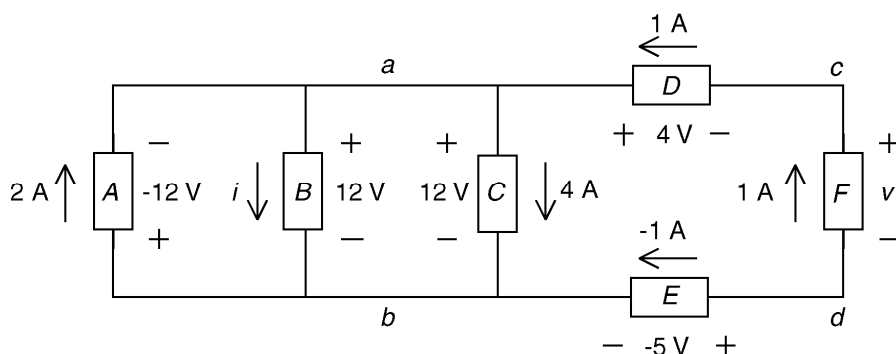 1 A
a
c
D
+ 4 V −
− + + +
2 A A -12 V i B 12 V 12 V C 4 A 1 A F v
+ − − −
-1 A
b
E
d
− -5 V +